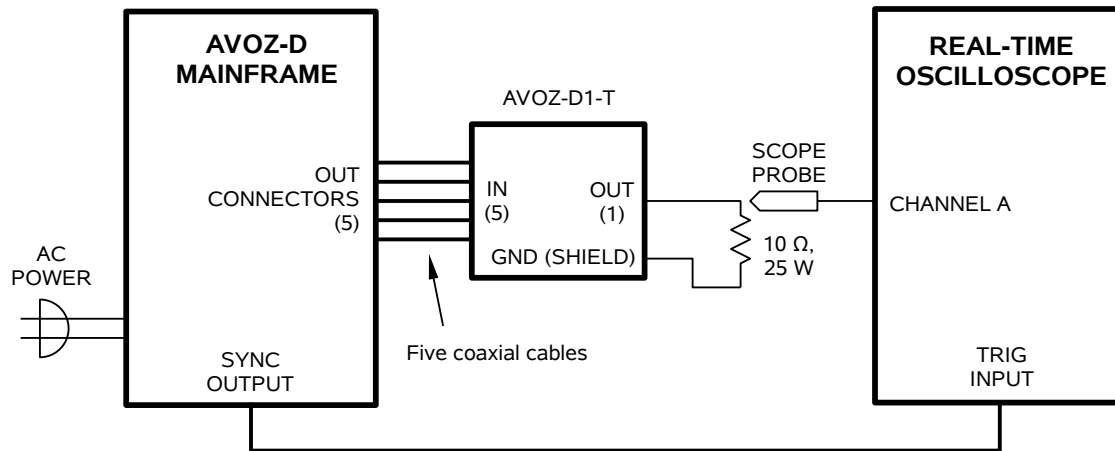 AVOZ-D
MAINFRAME
OUT
CONNECTORS
(5)
AC
POWER
SYNC
OUTPUT
Five coaxial cables
AVOZ-D1-T
IN
(5)
OUT
(1)
GND (SHIELD)
SCOPE
PROBE
10 Ω,
25 W
REAL-TIME
OSCILLOSCOPE
CHANNEL A
TRIG
INPUT